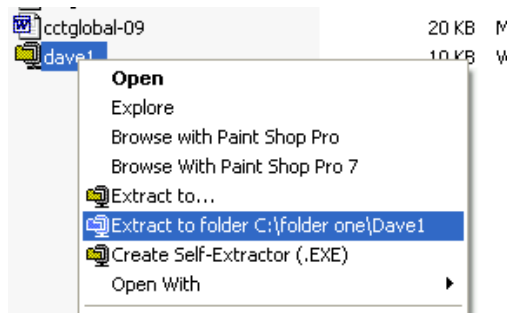 cctglobal-09 20 KB M
dave1 10 KB W
Open
Explore
Browse with Paint Shop Pro
Browse With Paint Shop Pro 7
Extract to...
Extract to folder C:\folder one\Dave1
Create Self-Extractor (.EXE)
Open With